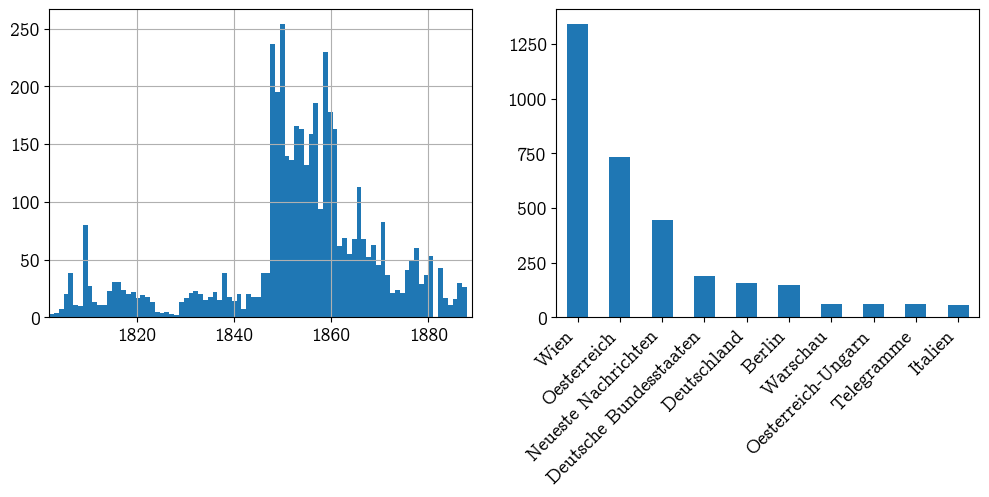 250
200
150
100
50
0
1820 1840 1860 1880
1250
1000
750
500
250
0
Wien
Oesterreich
Neueste Nachrichten
Deutsche Bundesstaaten
Deutschland
Berlin
Warschau
Oesterreich-Ungarn
Telegramme
Italien